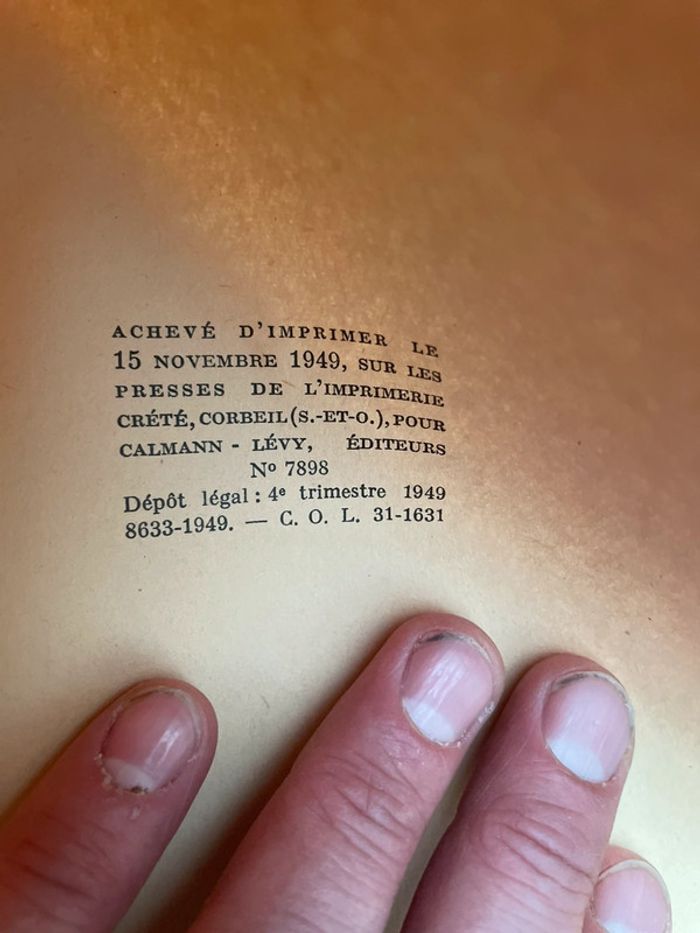 ACHEVÉ D'IMPRIMER LE
15 NOVEMBRE 1949, SUR LES
PRESSES DE L'IMPRIMERIE
CRÉTÉ, CORBEIL (S.-ET-O.), POUR
CALMANN - LÉVY, ÉDITEURS
Nº 7898
Dépôt légal : 4e trimestre 1949
8633-1949. — C. O. L. 31-1631